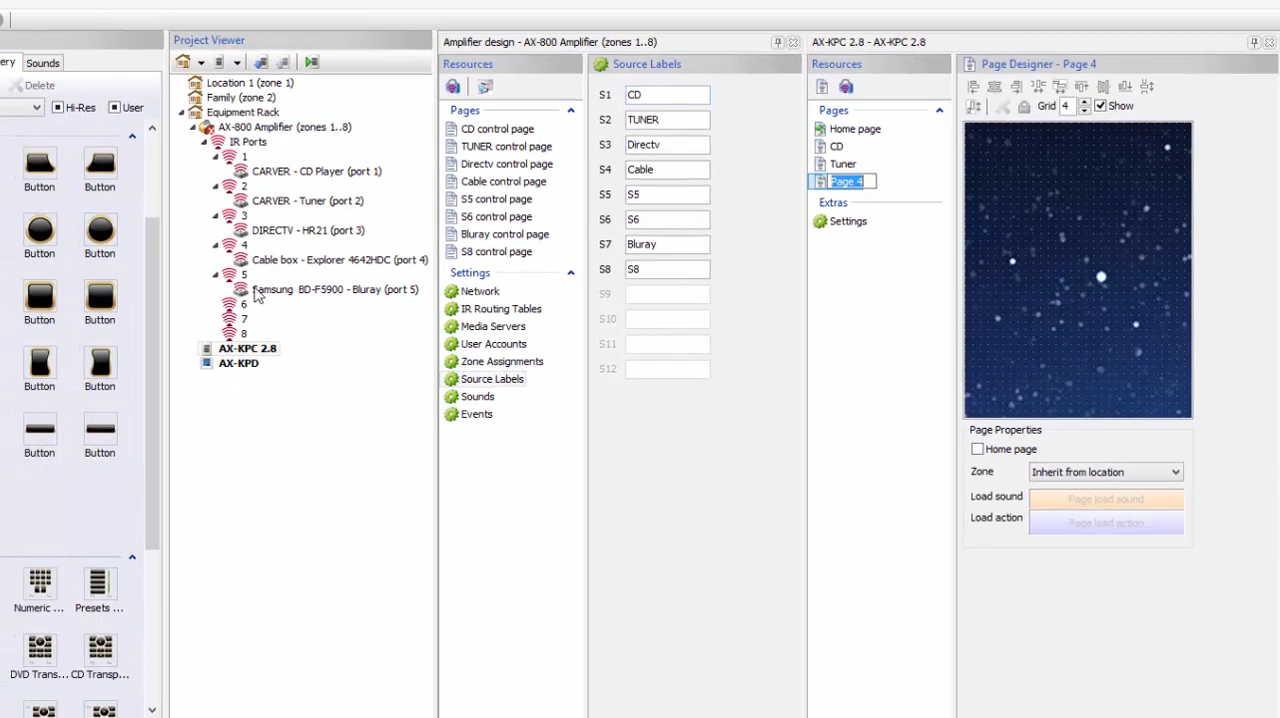 ery
Sounds
Delete
Hi-Res
User
Button
Button
Button
Button
Button
Button
Button
Button
Button
Button
Numeric ...
Presets ...
DVD Trans...
CD Transp...
Project Viewer
Location 1 (zone 1)
Family (zone 2)
Equipment Rack
AX-800 Amplifier (zones 1..8)
IR Ports
1
CARVER - CD Player (port 1)
2
CARVER - Tuner (port 2)
3
DIRECTV - HR21 (port 3)
4
Cable box - Explorer 4642HDC (port 4)
5
Samsung BD-F5900 - Bluray (port 5)
6
7
8
AX-KPC 2.8
AX-KPD
Amplifier design - AX-800 Amplifier (zones 1..8)
Resources
Pages
CD control page
TUNER control page
Directv control page
Cable control page
S5 control page
S6 control page
Bluray control page
S8 control page
Settings
Network
IR Routing Tables
Media Servers
User Accounts
Zone Assignments
Source Labels
Sounds
Events
Source Labels
S1 CD
S2 TUNER
S3 Directv
S4 Cable
S5 S5
S6 S6
S7 Bluray
S8 S8
S9
S10
S11
S12
AX-KPC 2.8 - AX-KPC 2.8
Resources
Pages
Home page
CD
Tuner
Page 4
Extras
Settings
Page Designer - Page 4
Grid 4 Show
Page Properties
Home page
Zone Inherit from location
Load sound Page load sound
Load action Page load action